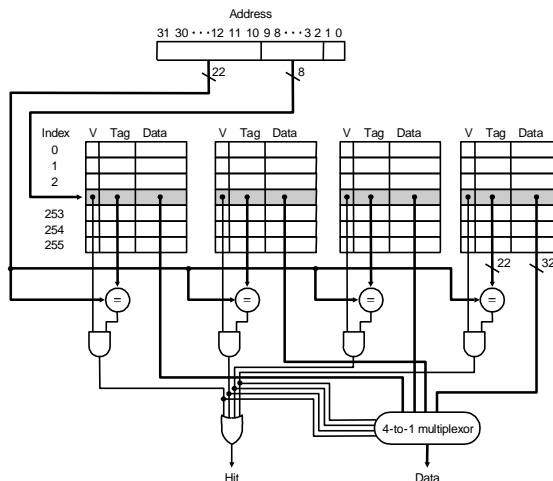 Address
31 30 ··· 12 11 10 9 8 ··· 3 2 1 0
22
8
Index
V Tag Data
V Tag Data
V Tag Data
V Tag Data
0
1
2
253
254
255
22
32
=
=
=
=
4-to-1 multiplexor
Hit
Data